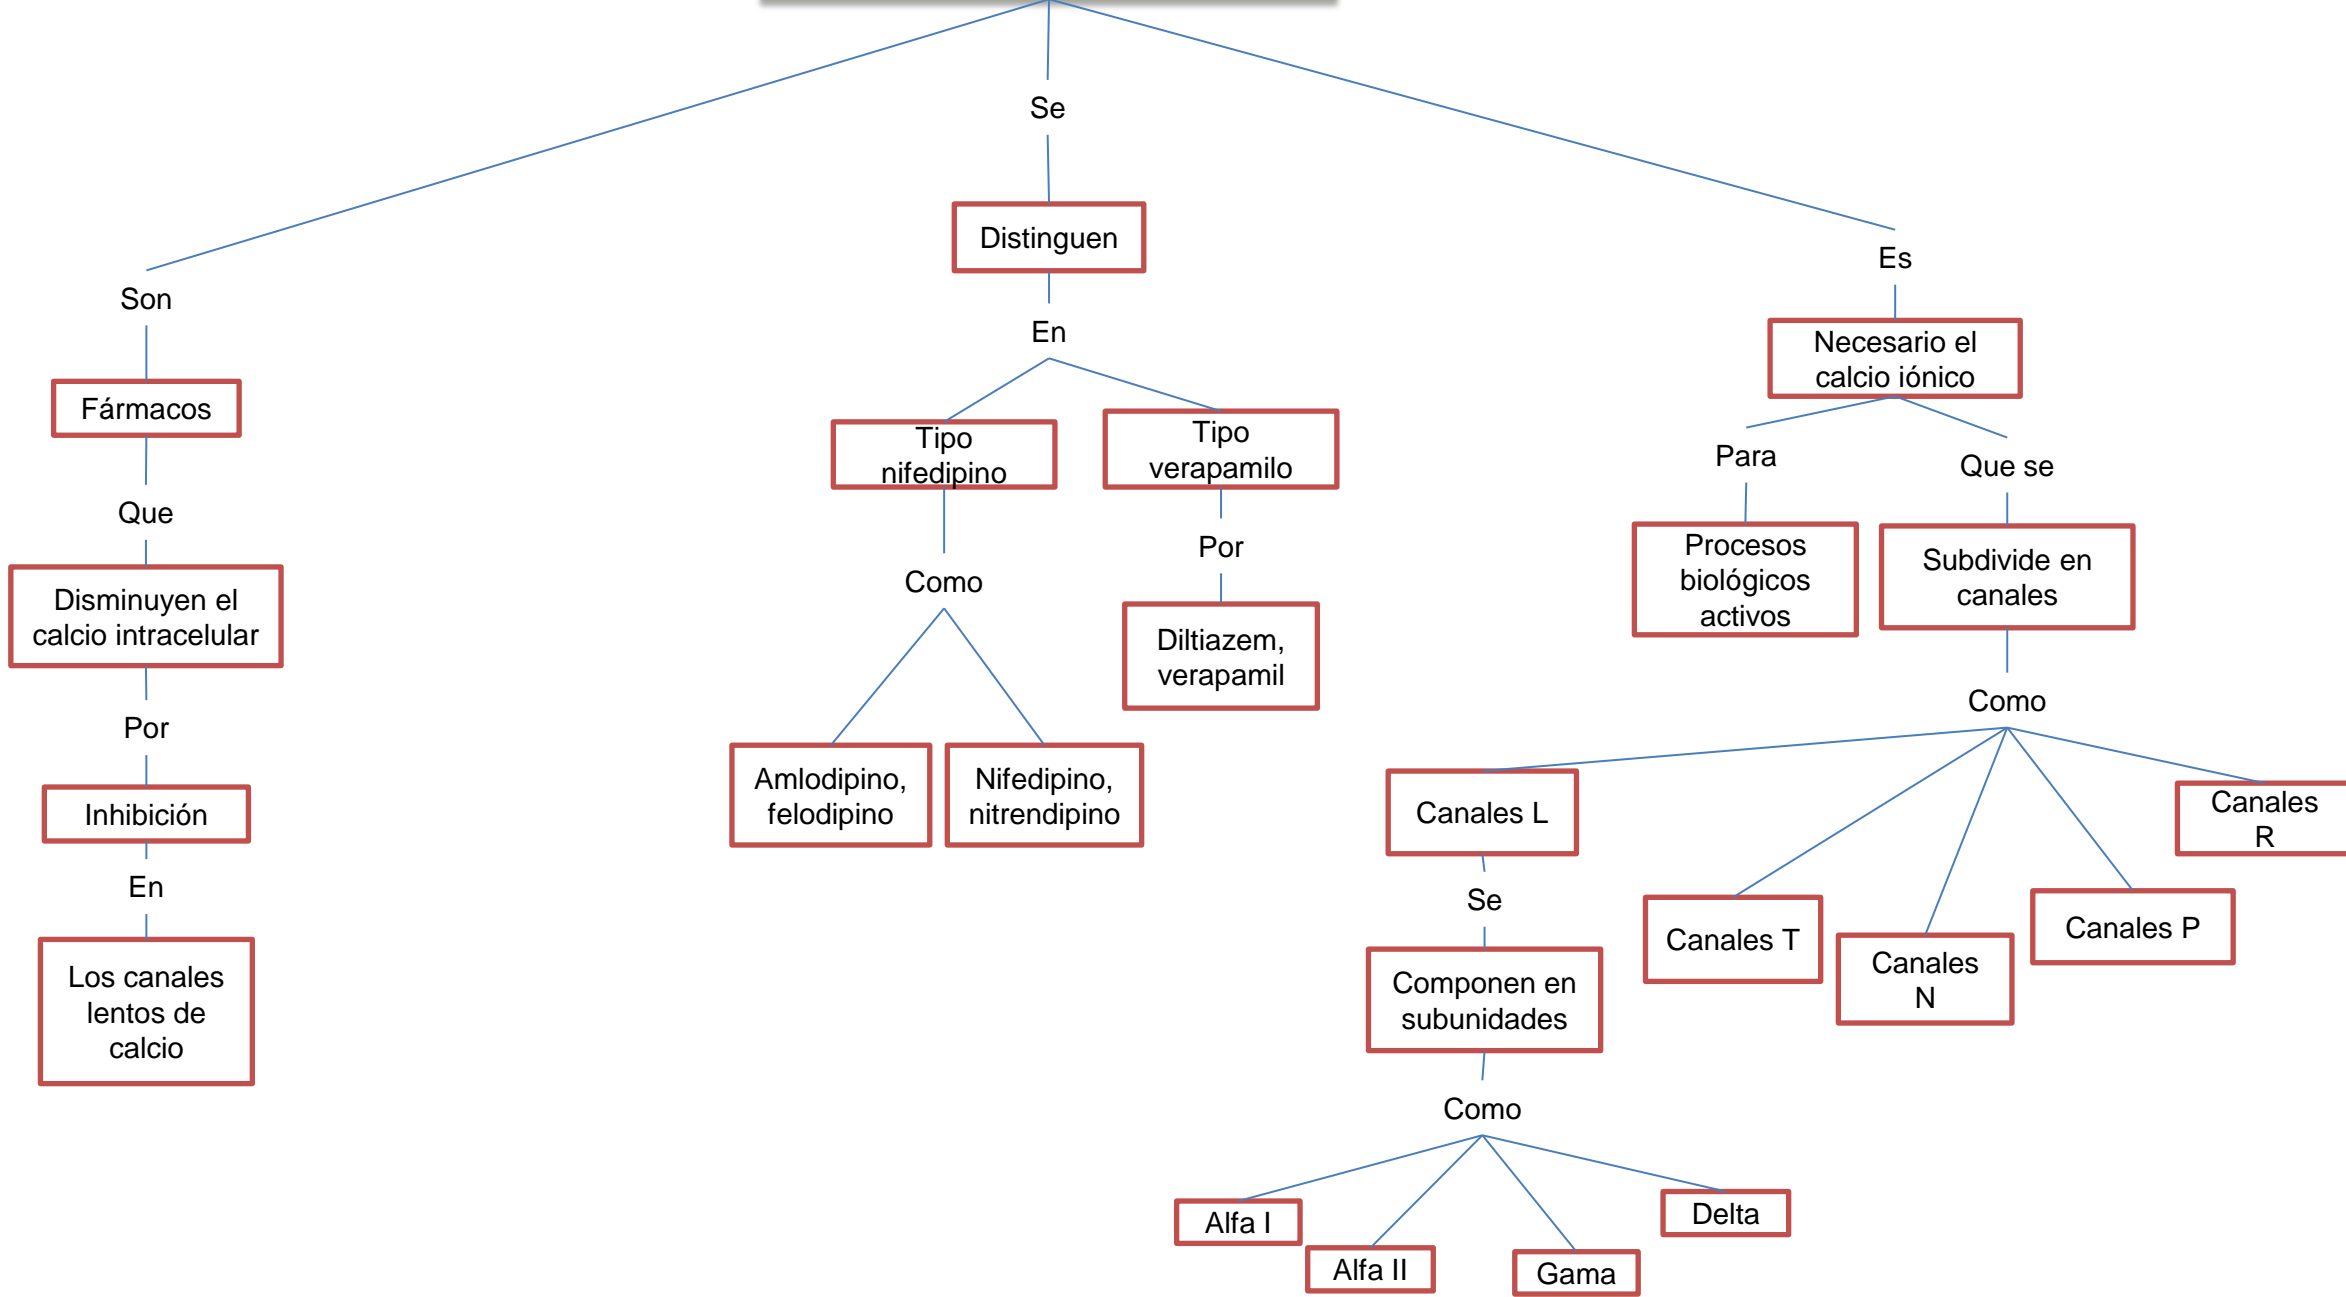 Se
Distinguen
En
Tipo
nifedipino
Tipo
verapamilo
Como
Por
Amlodipino,
felodipino
Nifedipino,
nitrendipino
Diltiazem,
verapamil
Son
Fármacos
Que
Disminuyen el
calcio intracelular
Por
Inhibición
En
Los canales
lentos de
calcio
Es
Necesario el
calcio iónico
Para
Procesos
biológicos
activos
Que se
Subdivide en
canales
Como
Canales L
Canales T
Canales
N
Canales P
Canales
R
Se
Componen en
subunidades
Como
Alfa I
Alfa II
Gama
Delta